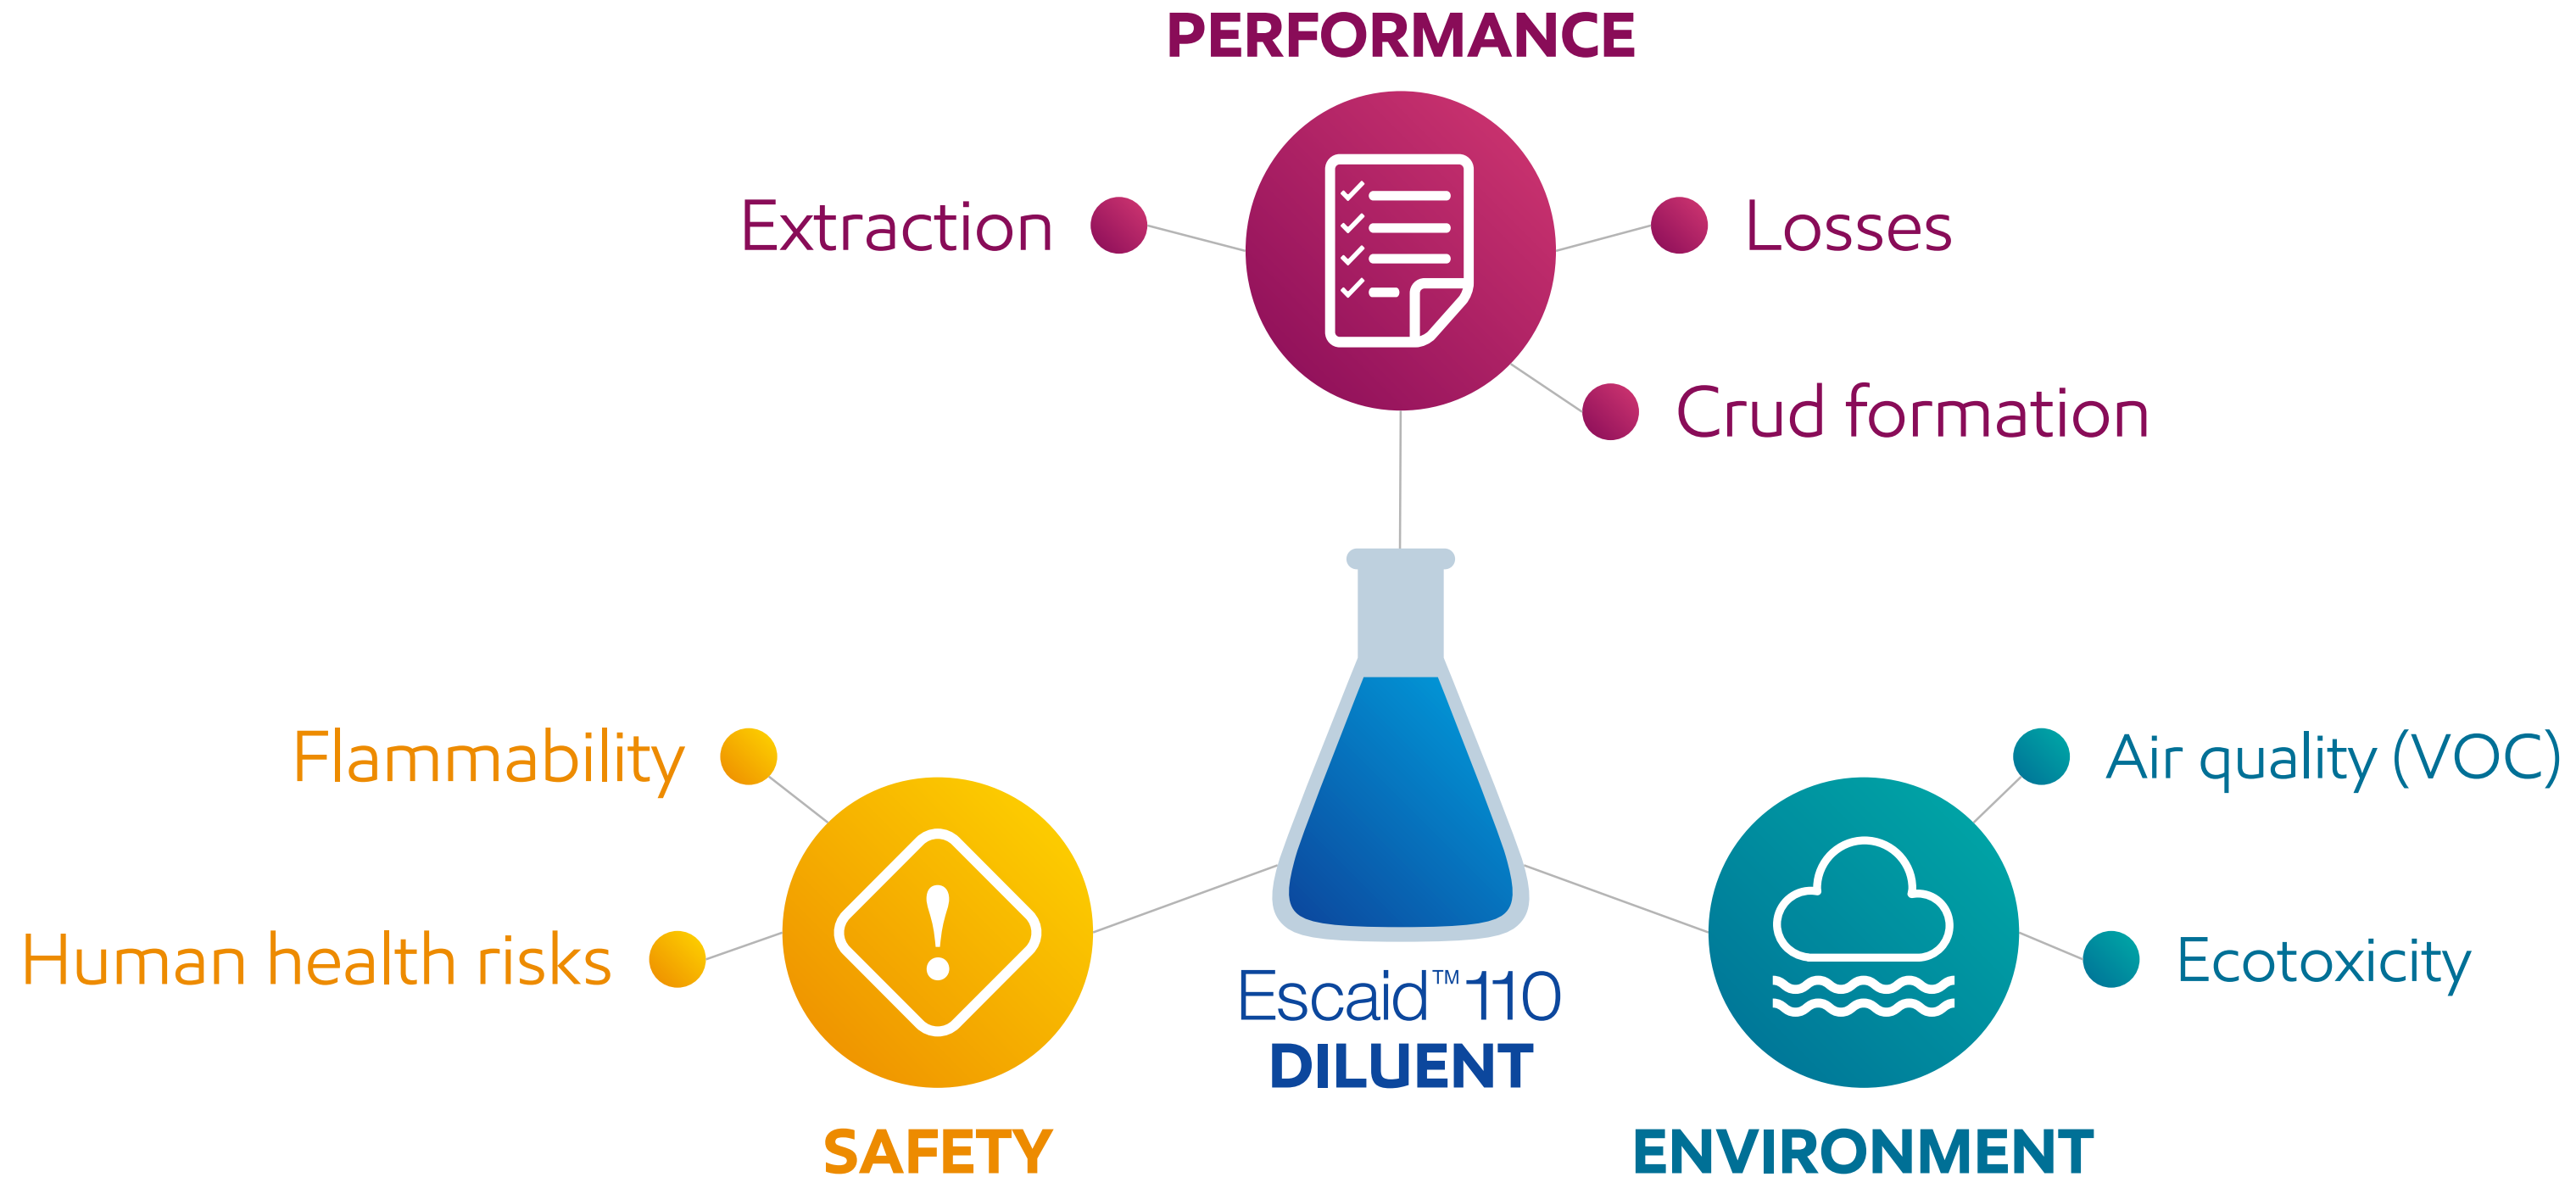 PERFORMANCE
Extraction
Losses
Crud formation
Flammability
Human health risks
SAFETY
Escaid™ 110
DILUENT
Air quality (VOC)
Ecotoxicity
ENVIRONMENT